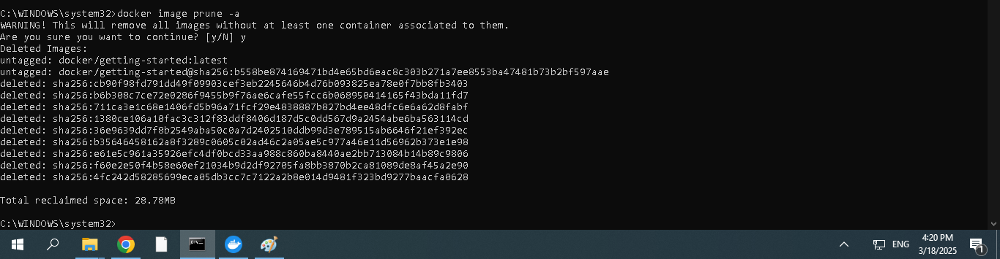 C:\WINDOWS\system32>docker image prune -a
WARNING! This will remove all images without at least one container associated to them.
Are you sure you want to continue? [y/N] y
Deleted Images:
untagged: docker/getting-started:latest
untagged: docker/getting-started@sha256:b558be874169471bd4e65bd6eac8c303b271a7ee8553ba47481b73b2bf597aae
deleted: sha256:cb90f98fd791dd49f09903cef3eb2245646b4d76b093825ea78e0f7bb8fb3403
deleted: sha256:b6b308c7ce72e0286f9455b9f76ae6cafe55fcc6b068950414165f43bda11fd7
deleted: sha256:711ca3e1c68e1406fd5b96a71fcf29e4838887b827bd4ee48dfc6e6a62d8fabf
deleted: sha256:1380ce106a10fac3c312f83ddf8406d187d5c0dd567d9a2454abe6ba563114cd
deleted: sha256:36e9639dd7f8b2549aba50c0a7d2402510ddb99d3e789515ab6646f21ef392ec
deleted: sha256:b35646458162a8f3289c0605c02ad46c2a05ae5c977a46e11d56962b373e1e98
deleted: sha256:e61e5c961a35926efc4df0bcd33aa988c860ba8440ae2bb713084b14b89c9806
deleted: sha256:f60e2e50f4b58e60ef21034b9d2df92705fa8bb3870b2ca81089de8af45a2e90
deleted: sha256:4fc242d58285699eca05db3cc7c7122a2b8e014d9481f323bd9277baacfa0628
Total reclaimed space: 28.78MB
C:\WINDOWS\system32>
ENG
4:20 PM
3/18/2025
1